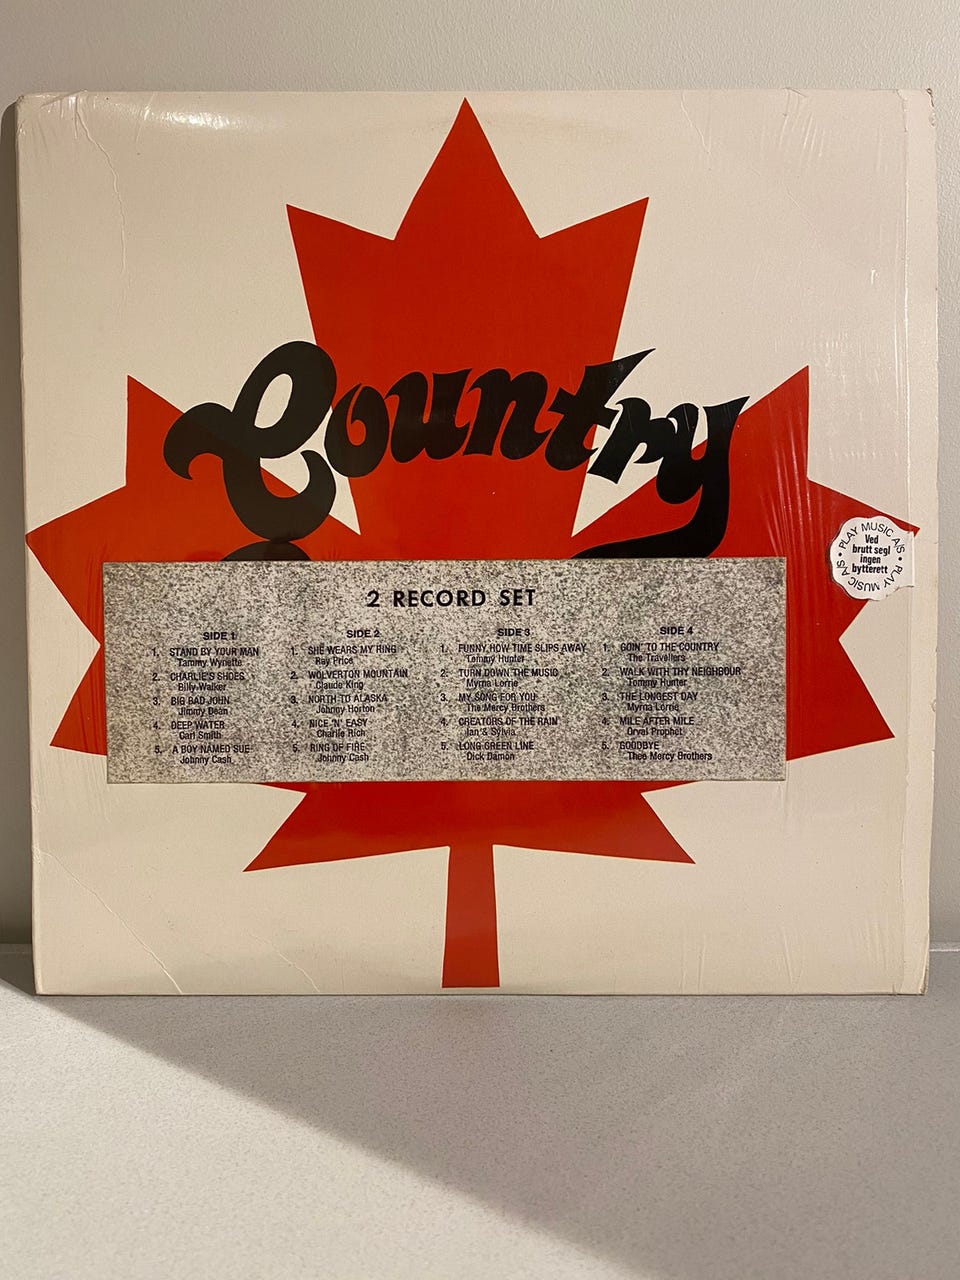 Country
2 RECORD SET
SIDE 1
1. STAND BY YOUR MAN
Tammy Wynette
2. CHARLIE'S SHOES
Billy Walker
3. BIG BAD JOHN
Jimmy Dean
4. DEEP WATER
Carl Smith
5. A BOY NAMED SUE
Johnny Cash
SIDE 2
1. SHE WEARS MY RING
Ray Price
2. WOLVERTON MOUNTAIN
Claude King
3. NORTH TO ALASKA
Johnny Horton
4. NICE 'N' EASY
Charlie Rich
5. RING OF FIRE
Johnny Cash
SIDE 3
1. FUNNY HOW TIME SLIPS AWAY
Tommy Hunter
2. TURN DOWN THE MUSIC
Myrna Lorrie
3. MY SONG FOR YOU
The Mercy Brothers
4. CREATORS OF THE RAIN
Ian & Sylvia
5. LONG GREEN LINE
Dick Damon
SIDE 4
1. GOIN' TO THE COUNTRY
The Travellers
2. WALK WITH THY NEIGHBOUR
Tommy Hunter
3. THE LONGEST DAY
Myrna Lorrie
4. MILE AFTER MILE
Orval Prophet
5. GOODBYE
Thee Mercy Brothers
PLAY MUSIC A/S • PLAY MUSIC A/S •
Ved
brutt segl
ingen
bytterett